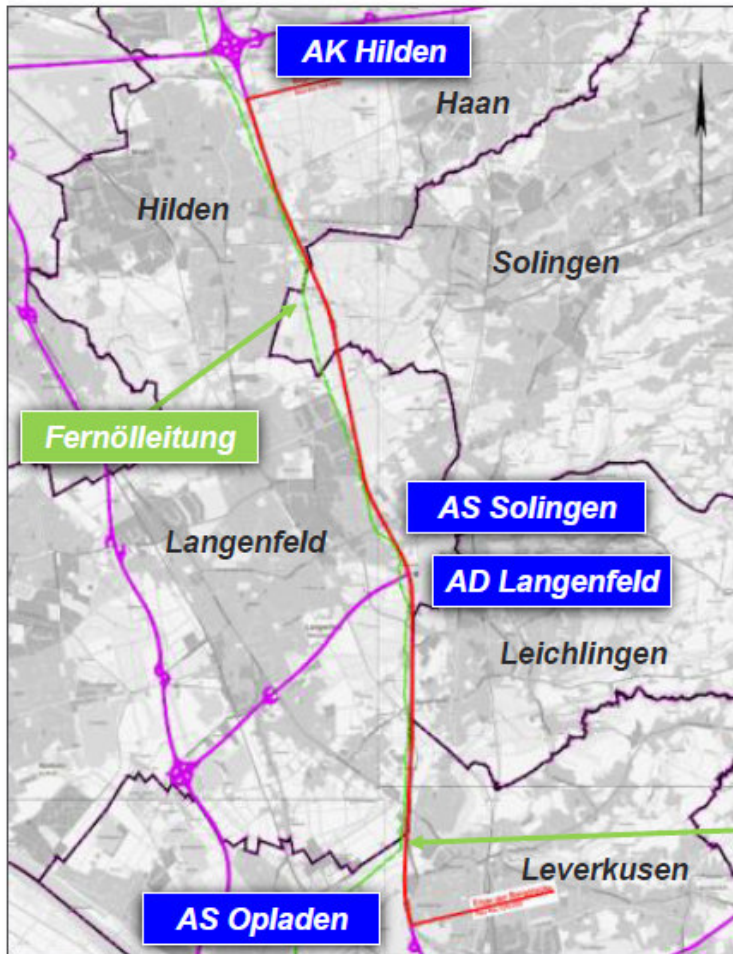 AK Hilden
Haan
Hilden
Solingen
Fernölleitung
AS Solingen
Langenfeld
AD Langenfeld
Leichlingen
Leverkusen
AS Opladen